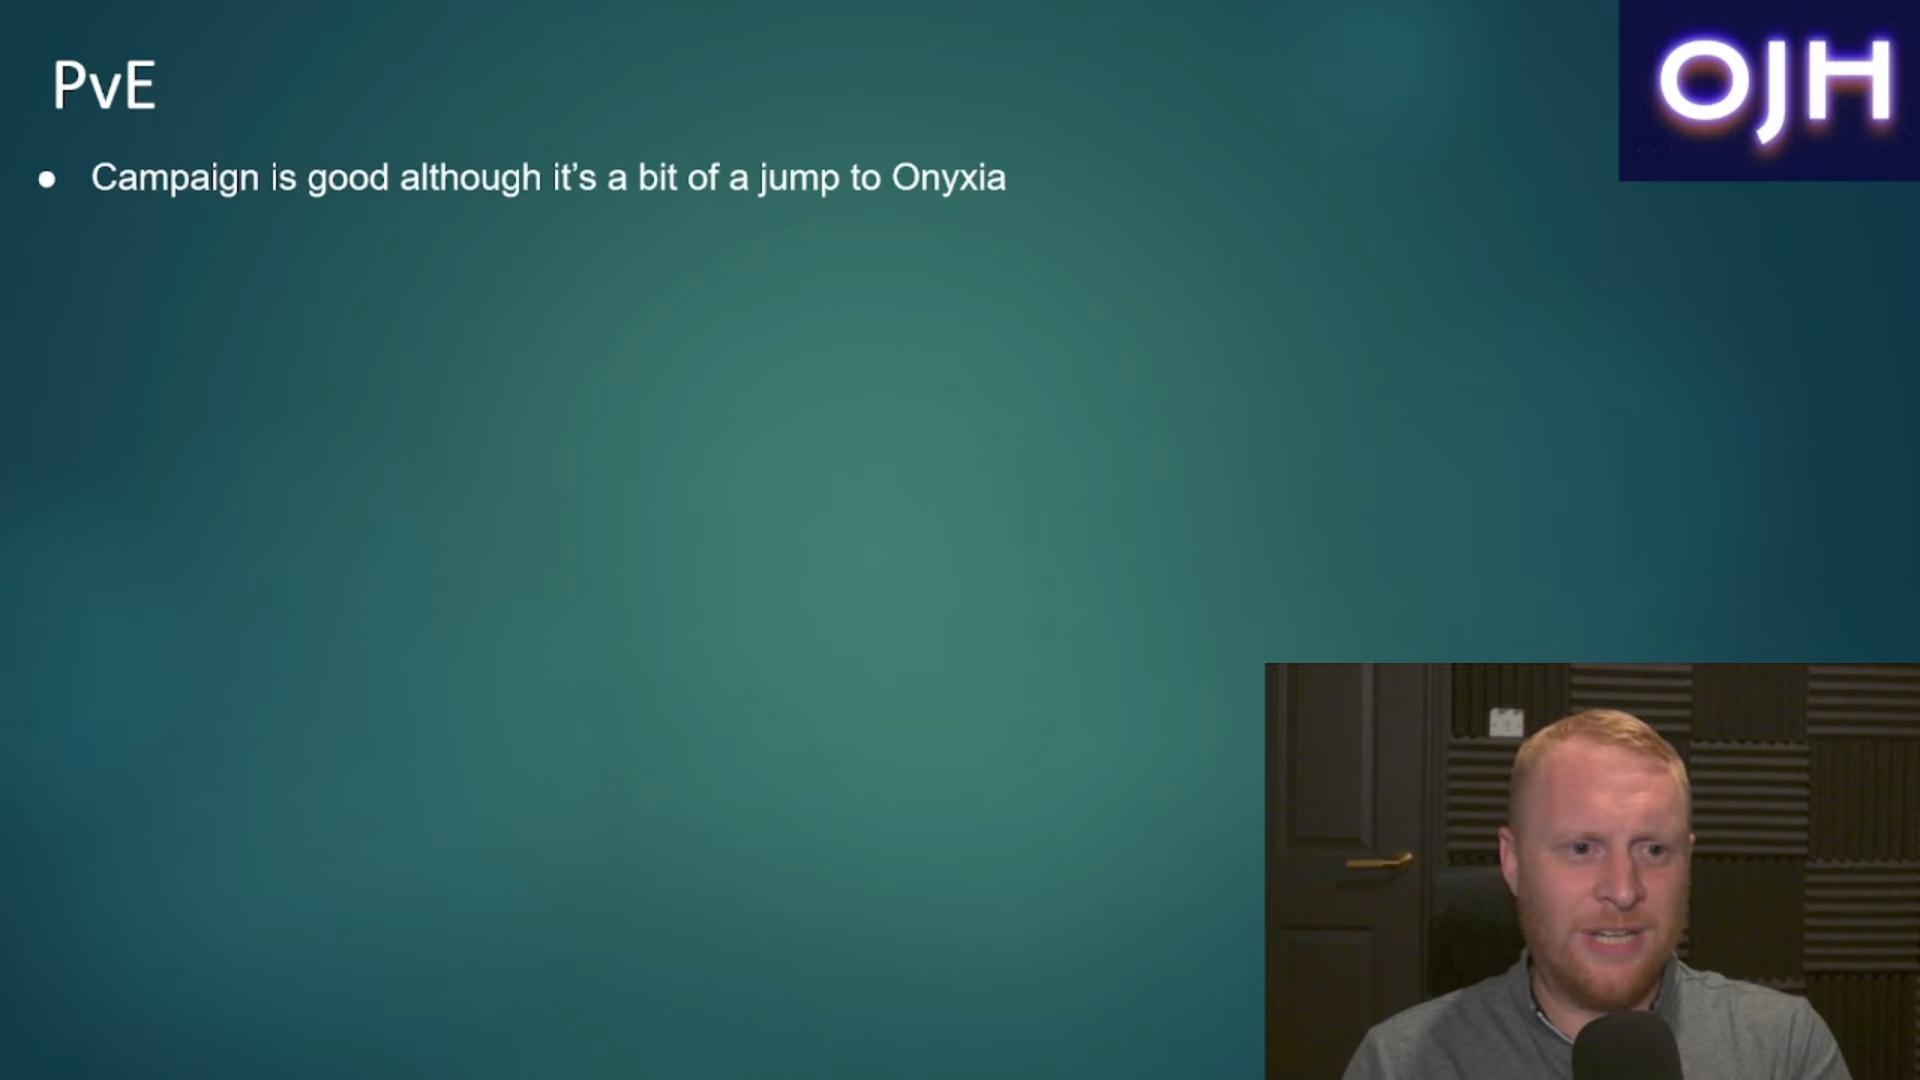 PvE
OJH
● Campaign is good although it’s a bit of a jump to Onyxia